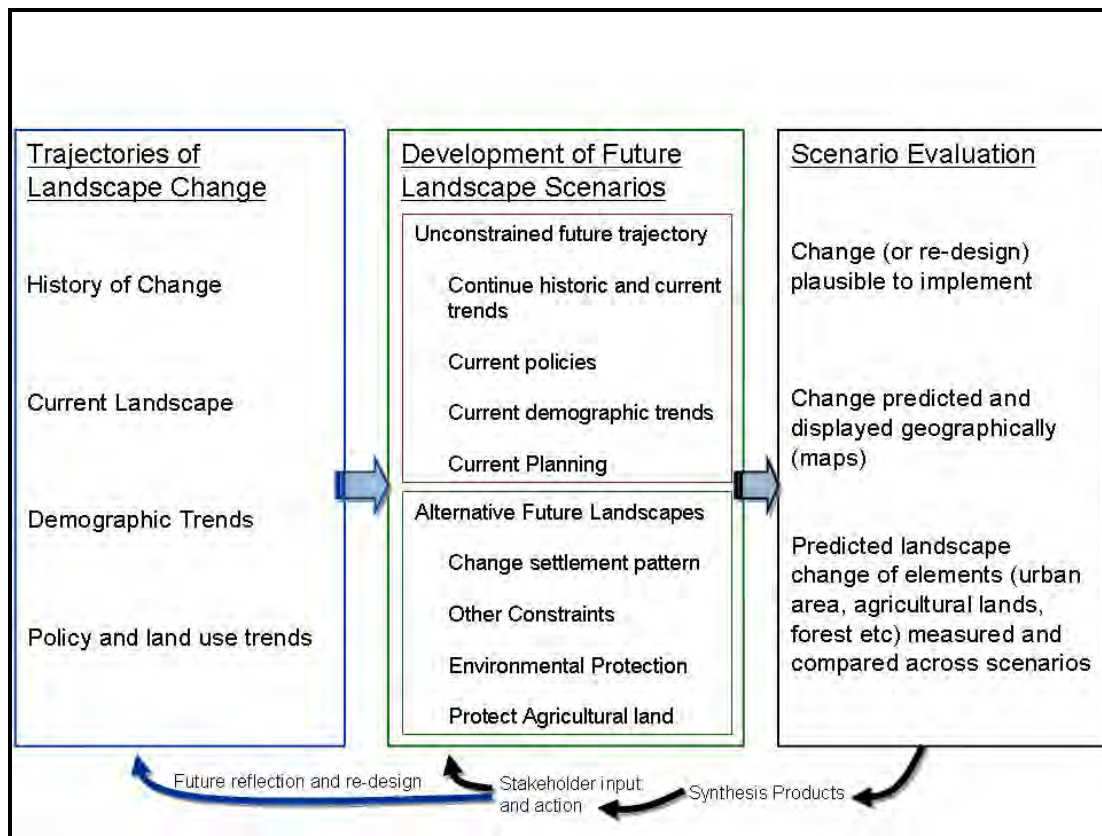 Trajectories of
Landscape Change
History of Change
Current Landscape
Demographic Trends
Policy and land use trends
Development of Future
Landscape Scenarios
Unconstrained future trajectory
Continue historic and current
trends
Current policies
Current demographic trends
Current Planning
Alternative Future Landscapes
Change settlement pattern
Other Constraints
Environmental Protection
Protect Agricultural land
Scenario Evaluation
Change (or re-design)
plausible to implement
Change predicted and
displayed geographically
(maps)
Predicted landscape
change of elements (urban
area, agricultural lands,
forest etc) measured and
compared across scenarios
Future reflection and re-design
Stakeholder input
and action
Synthesis Products